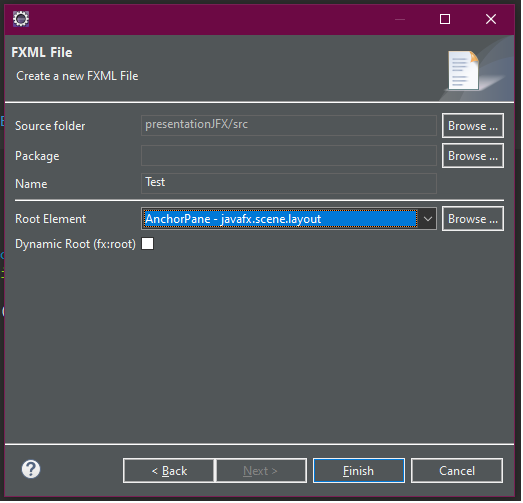 FXML File
Create a new FXML File
Source folder presentationJFX/src Browse ...
Package Browse ...
Name Test
Root Element AnchorPane - javafx.scene.layout Browse ...
Dynamic Root (fx:root)
? < Back Next > Finish Cancel